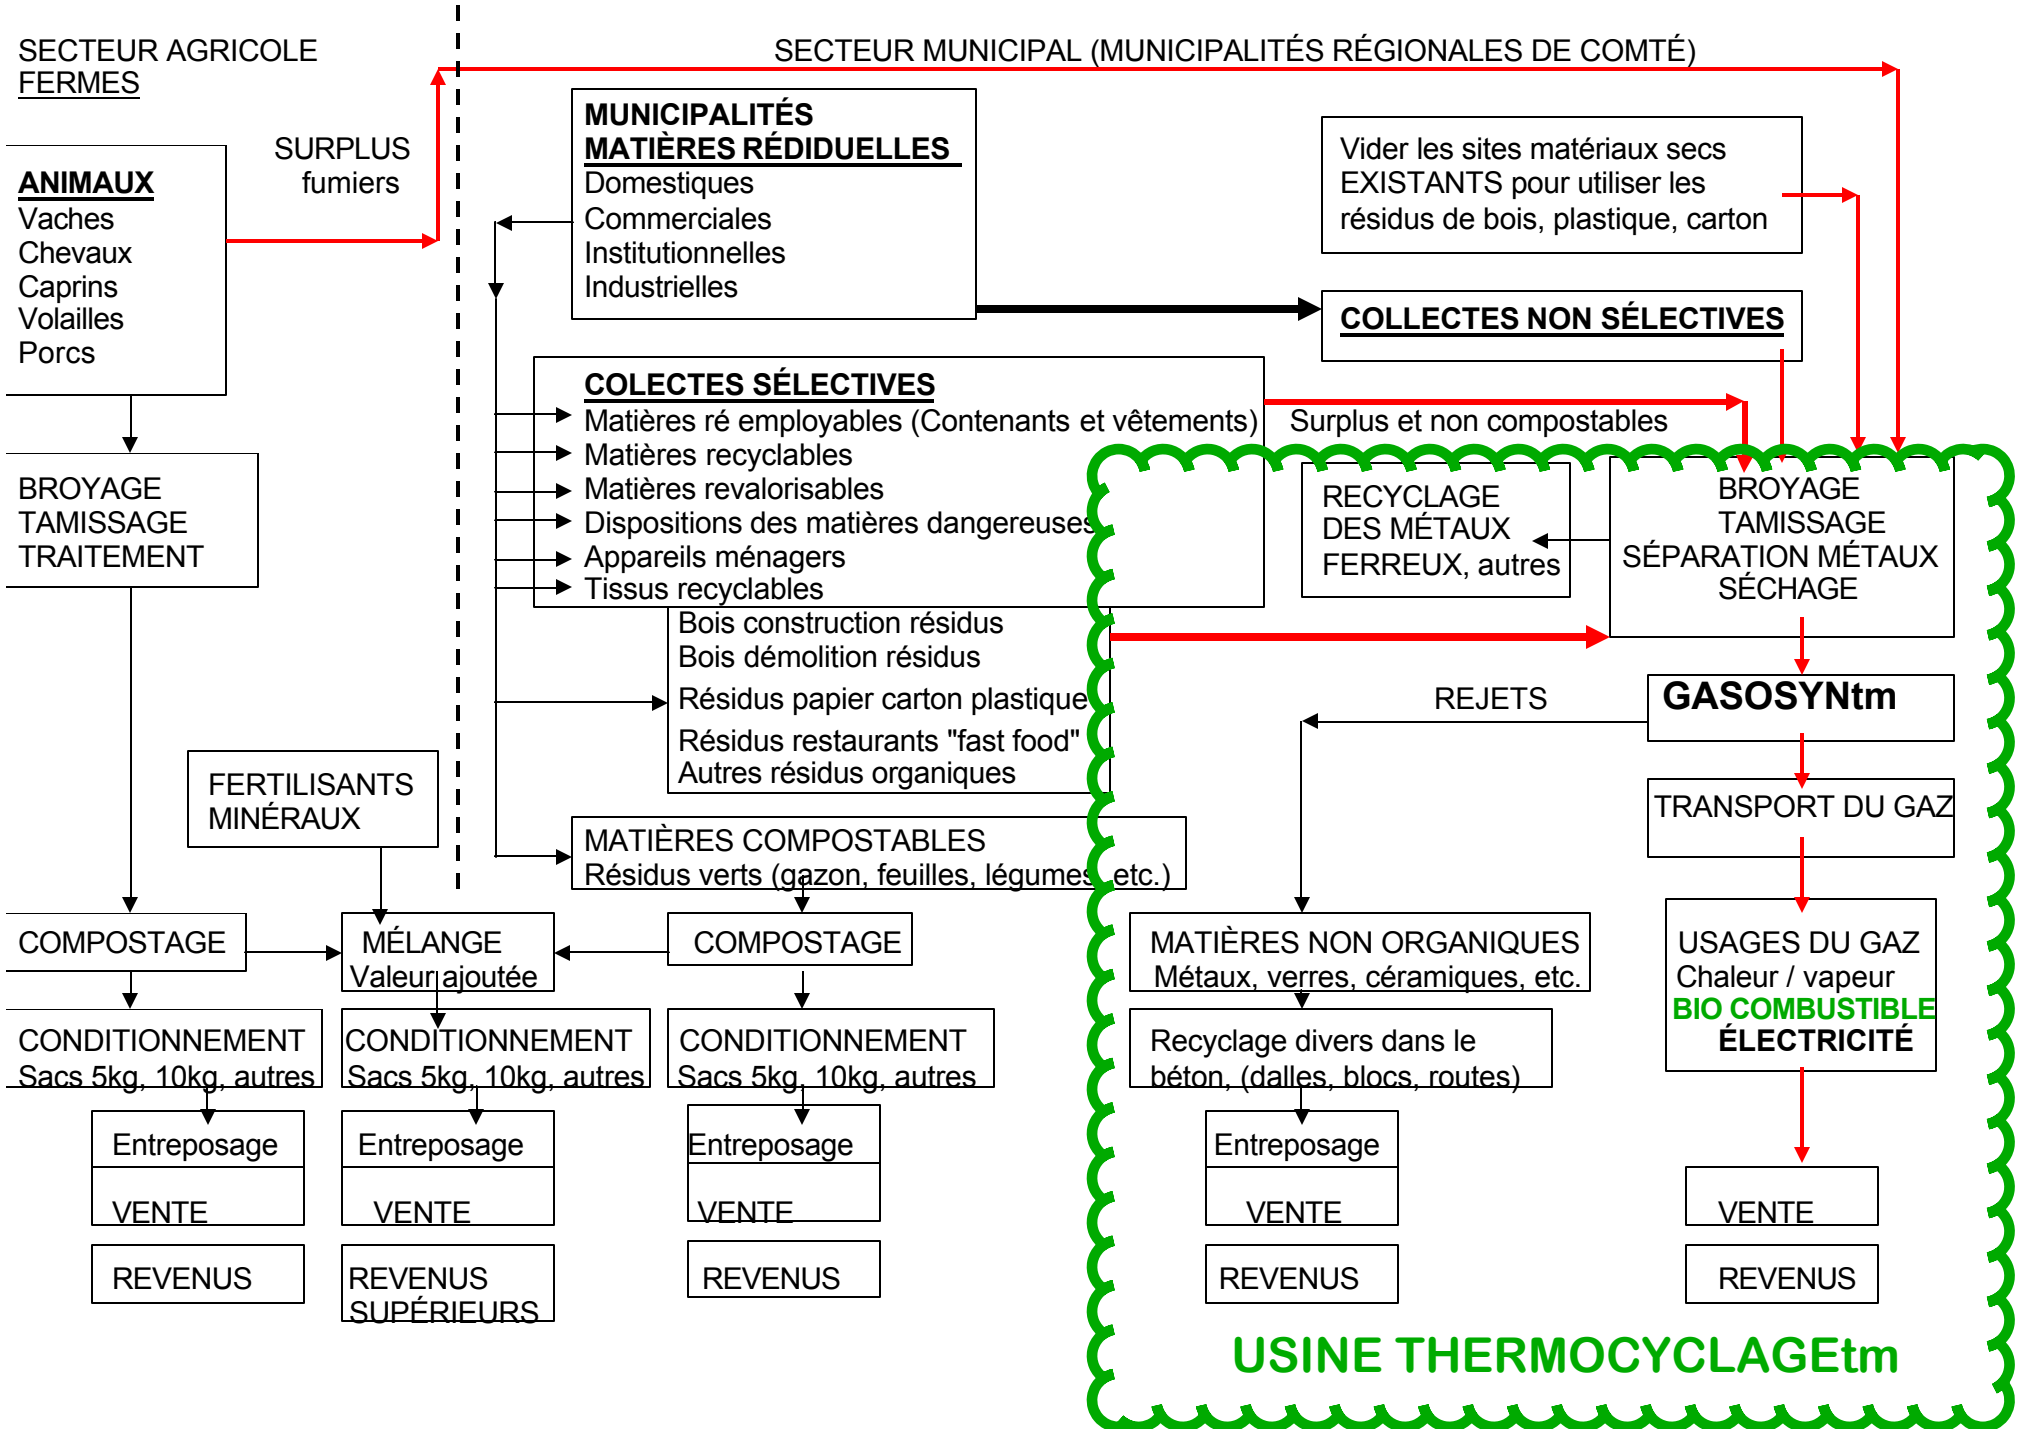 SECTEUR AGRICOLE
FERMES
SECTEUR MUNICIPAL (MUNICIPALITÉS RÉGIONALES DE COMTÉ)
SURPLUS
fumiers
ANIMAUX
Vaches
Chevaux
Caprins
Volailles
Porcs
MUNICIPALITÉS
MATIÈRES RÉDIDUELLES
Domestiques
Commerciales
Institutionnelles
Industrielles
Vider les sites matériaux secs
EXISTANTS pour utiliser les
résidus de bois, plastique, carton
COLLECTES NON SÉLECTIVES
COLECTES SÉLECTIVES
Matières ré employables (Contenants et vêtements)
Matières recyclables
Matières revalorisables
Dispositions des matières dangereuses
Appareils ménagers
Tissus recyclables
Surplus et non compostables
BROYAGE
TAMISSAGE
TRAITEMENT
RECYCLAGE
DES MÉTAUX
FERREUX, autres
BROYAGE
TAMISSAGE
SÉPARATION MÉTAUX
SÉCHAGE
Bois construction résidus
Bois démolition résidus
Résidus papier carton plastique
Résidus restaurants "fast food"
Autres résidus organiques
REJETS
GASOSYNtm
TRANSPORT DU GAZ
FERTILISANTS
MINÉRAUX
MATIÈRES COMPOSTABLES
Résidus verts (gazon, feuilles, légumes, etc.)
COMPOSTAGE
MÉLANGE
Valeur ajoutée
COMPOSTAGE
MATIÈRES NON ORGANIQUES
Métaux, verres, céramiques, etc.
USAGES DU GAZ
Chaleur / vapeur
BIO COMBUSTIBLE
ÉLECTRICITÉ
CONDITIONNEMENT
Sacs 5kg, 10kg, autres
CONDITIONNEMENT
Sacs 5kg, 10kg, autres
CONDITIONNEMENT
Sacs 5kg, 10kg, autres
Recyclage divers dans le
béton, (dalles, blocs, routes)
Entreposage
VENTE
REVENUS
Entreposage
VENTE
REVENUS
SUPÉRIEURS
Entreposage
VENTE
REVENUS
Entreposage
VENTE
REVENUS
VENTE
REVENUS
USINE THERMOCYCLAGEtm